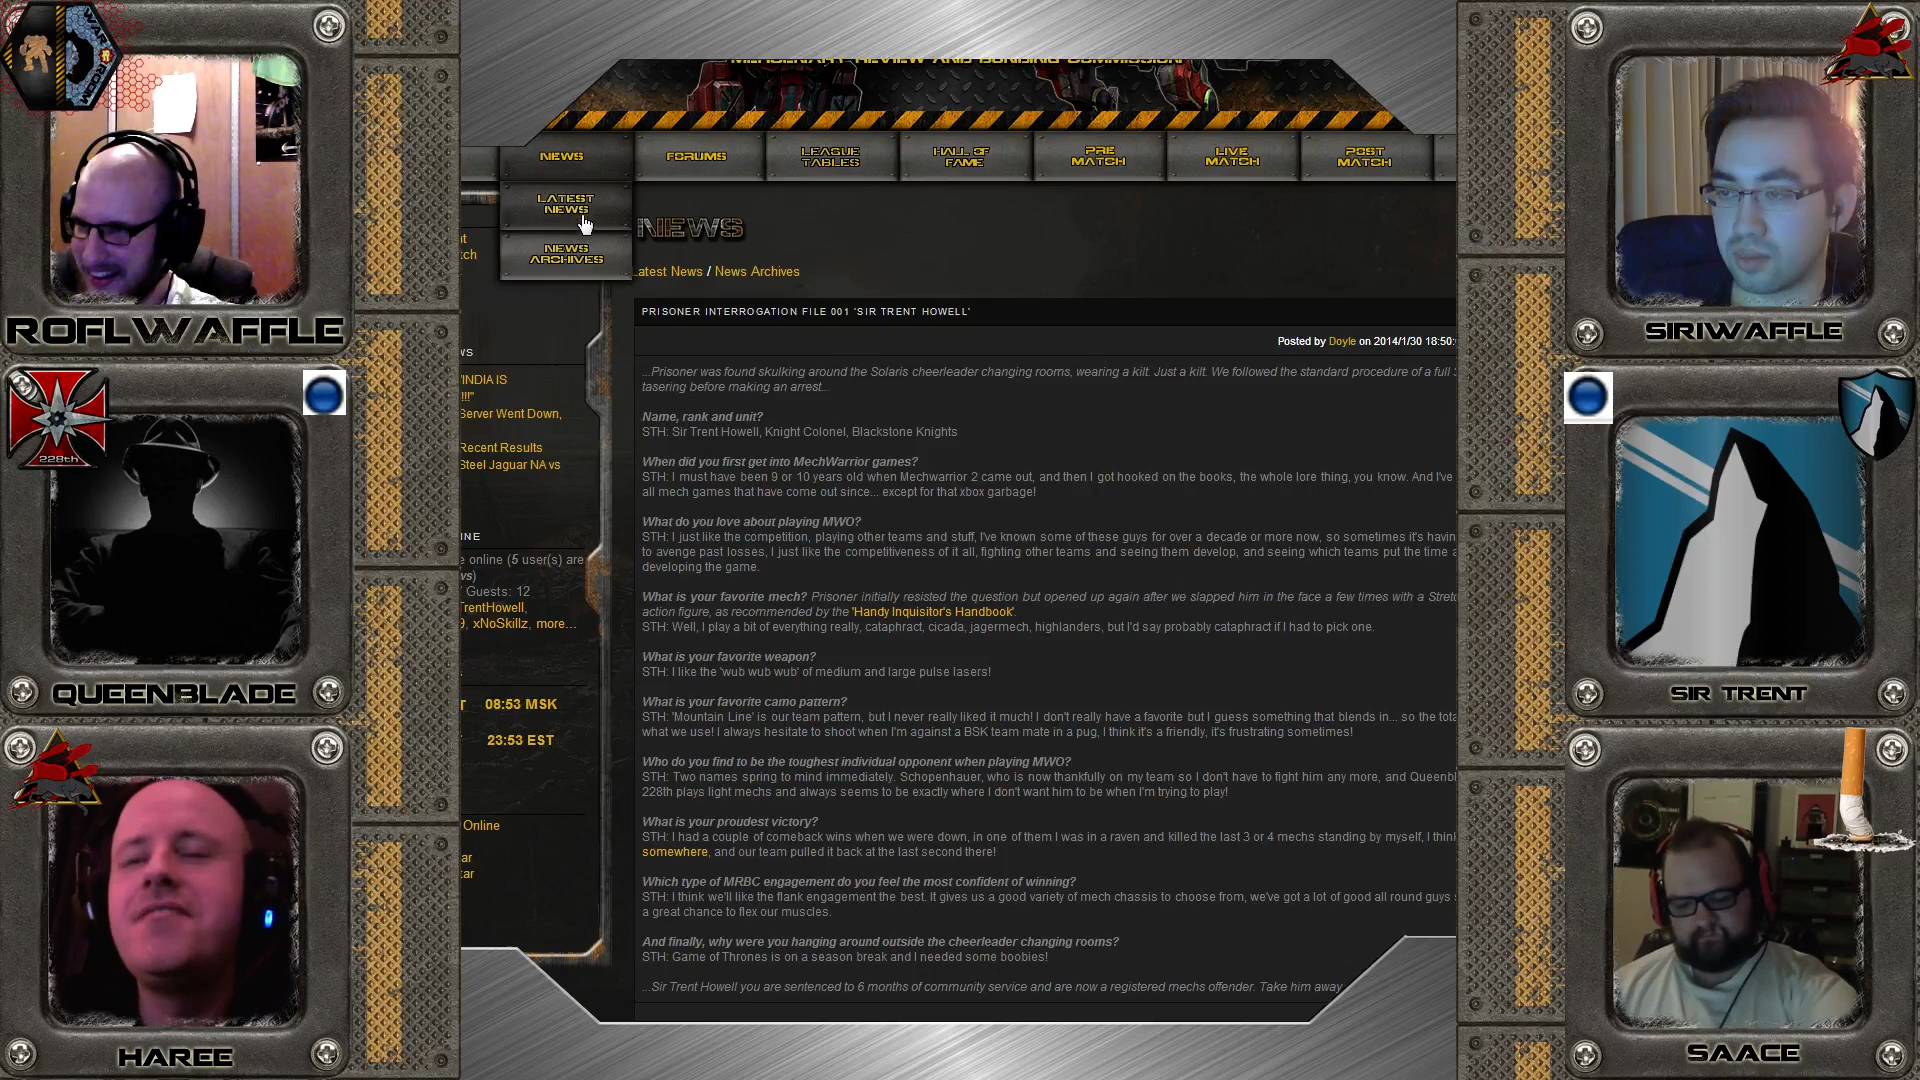 MERCENARY REVIEW AND BONDING COMMISSION
NEWS
FORUMS
LEAGUE
TABLES
HALL OF
FAME
PRE
MATCH
LIVE
MATCH
POST
MATCH
LATEST
NEWS
NEWS
ARCHIVES
NEWS
Latest News / News Archives
PRISONER INTERROGATION FILE 001 'SIR TRENT HOWELL'
Posted by Doyle on 2014/1/30 18:50:
...Prisoner was found skulking around the Solaris cheerleader changing rooms, wearing a kilt. Just a kilt. We followed the standard procedure of a full
tasering before making an arrest...
Name, rank and unit?
STH: Sir Trent Howell, Knight Colonel, Blackstone Knights
When did you first get into MechWarrior games?
STH: I must have been 9 or 10 years old when Mechwarrior 2 came out, and then I got hooked on the books, the whole lore thing, you know. And I've
all mech games that have come out since... except for that xbox garbage!
What do you love about playing MWO?
STH: I just like the competition, playing other teams and stuff, I've known some of these guys for over a decade or more now, so sometimes it's havin
to avenge past losses, I just like the competitiveness of it all, fighting other teams and seeing them develop, and seeing which teams put the time a
developing the game.
What is your favorite mech? Prisoner initially resisted the question but opened up again after we slapped him in the face a few times with a Stret
action figure, as recommended by the 'Handy Inquisitor's Handbook'.
STH: Well, I play a bit of everything really, cataphract, cicada, jagermech, highlanders, but I'd say probably cataphract if I had to pick one.
What is your favorite weapon?
STH: I like the 'wub wub wub' of medium and large pulse lasers!
What is your favorite camo pattern?
STH: 'Mountain Line' is our team pattern, but I never really liked it much! I don't really have a favorite but I guess something that blends in... so the tota
what we use! I always hesitate to shoot when I'm against a BSK team mate in a pug, I think it's a friendly, it's frustrating sometimes!
Who do you find to be the toughest individual opponent when playing MWO?
STH: Two names spring to mind immediately. Schopenhauer, who is now thankfully on my team so I don't have to fight him any more, and Queenbl
228th plays light mechs and always seems to be exactly where I don't want him to be when I'm trying to play!
What is your proudest victory?
STH: I had a couple of comeback wins when we were down, in one of them I was in a raven and killed the last 3 or 4 mechs standing by myself, I thin
somewhere, and our team pulled it back at the last second there!
Which type of MRBC engagement do you feel the most confident of winning?
STH: I think we'll like the flank engagement the best. It gives us a good variety of mech chassis to choose from, we've got a lot of good all round guys
a great chance to flex our muscles.
And finally, why were you hanging around outside the cheerleader changing rooms?
STH: Game of Thrones is on a season break and I needed some boobies!
...Sir Trent Howell you are sentenced to 6 months of community service and are now a registered mechs offender. Take him away
nt
tch
WS
'INDIA IS
!!!"
Server Went Down,
Recent Results
Steel Jaguar NA vs
INE
e online (5 user(s) are
ws)
Guests: 12
TrentHowell,
9, xNoSkillz, more...
T 08:53 MSK
23:53 EST
Online
ar
tar
WAR ROOM
ROFLWAFFLE
228th
QUEENBLADE
HAREE
SIRIWAFFLE
SIR TRENT
SAACE